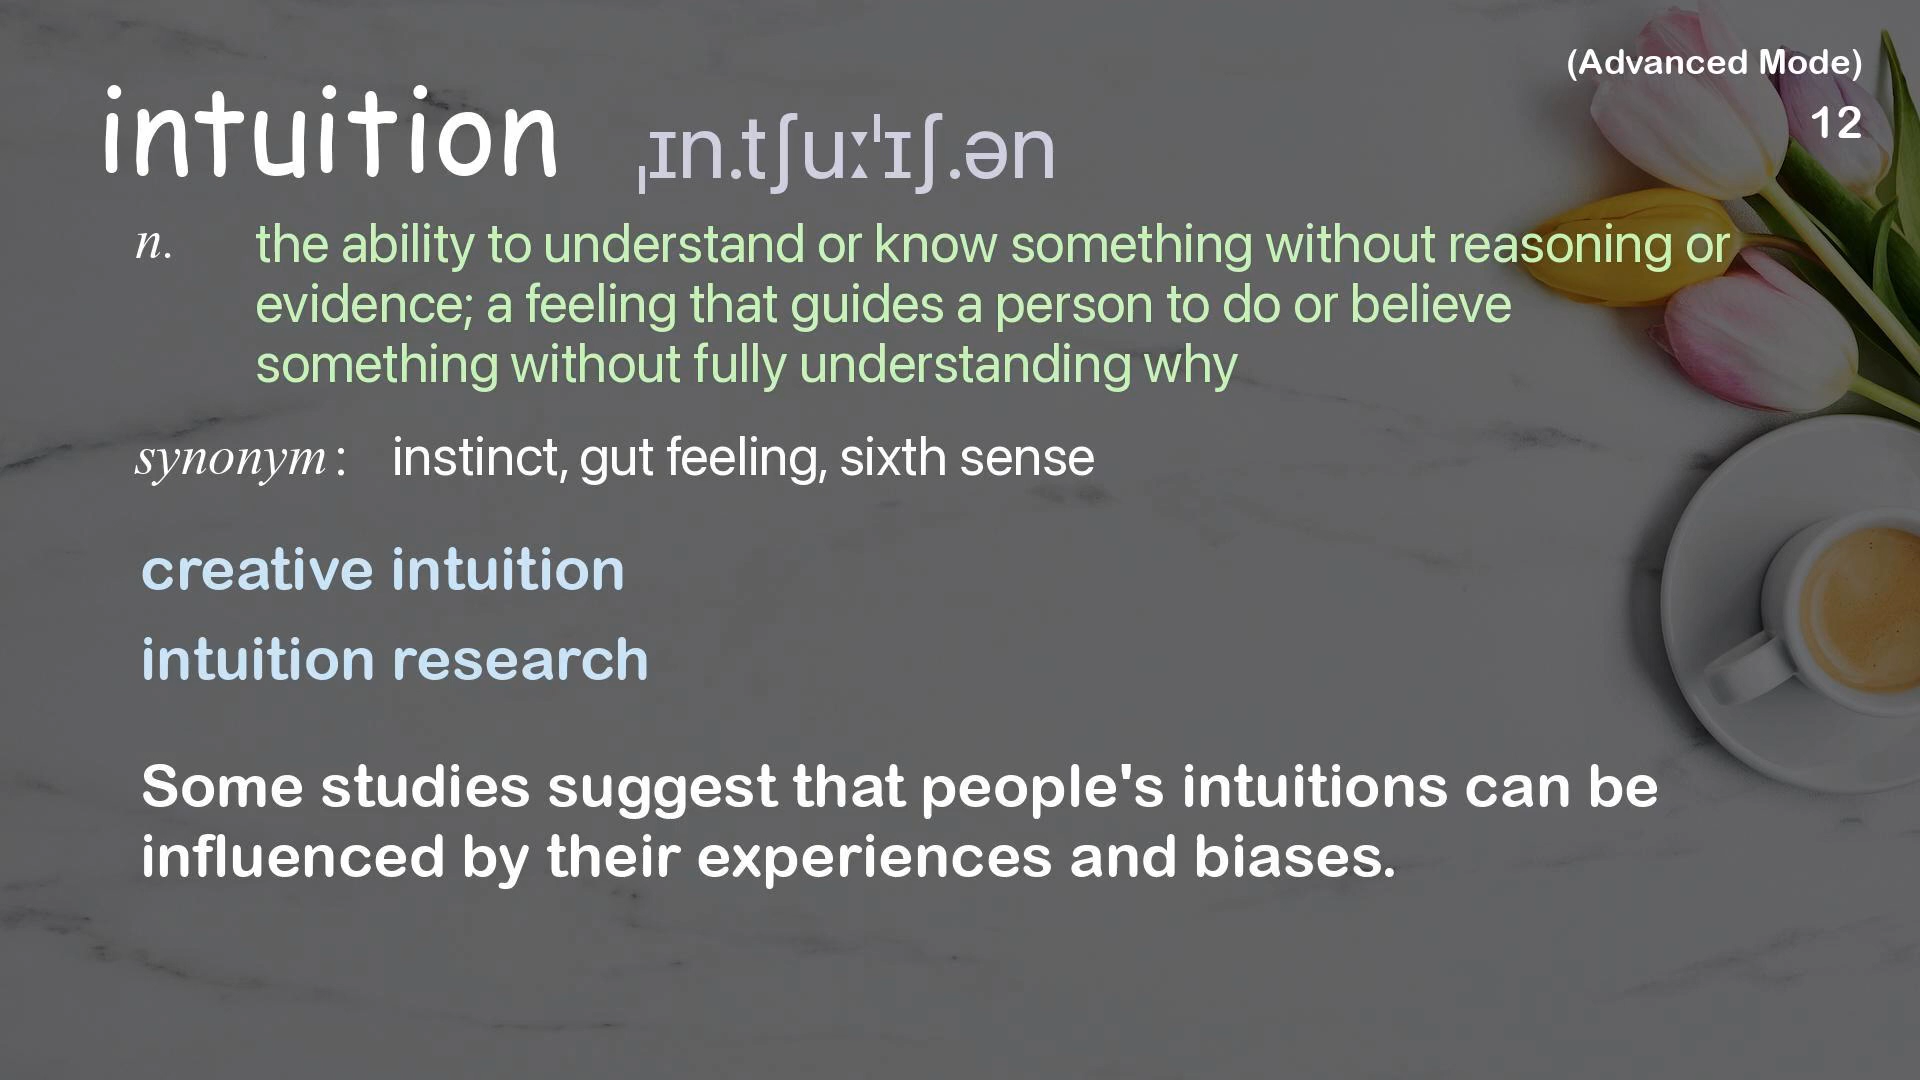 (Advanced Mode)
12
intuition ˌɪn.tʃuːˈɪʃ.ən
n. the ability to understand or know something without reasoning or
evidence; a feeling that guides a person to do or believe
something without fully understanding why
synonym: instinct, gut feeling, sixth sense
creative intuition
intuition research
Some studies suggest that people's intuitions can be
influenced by their experiences and biases.